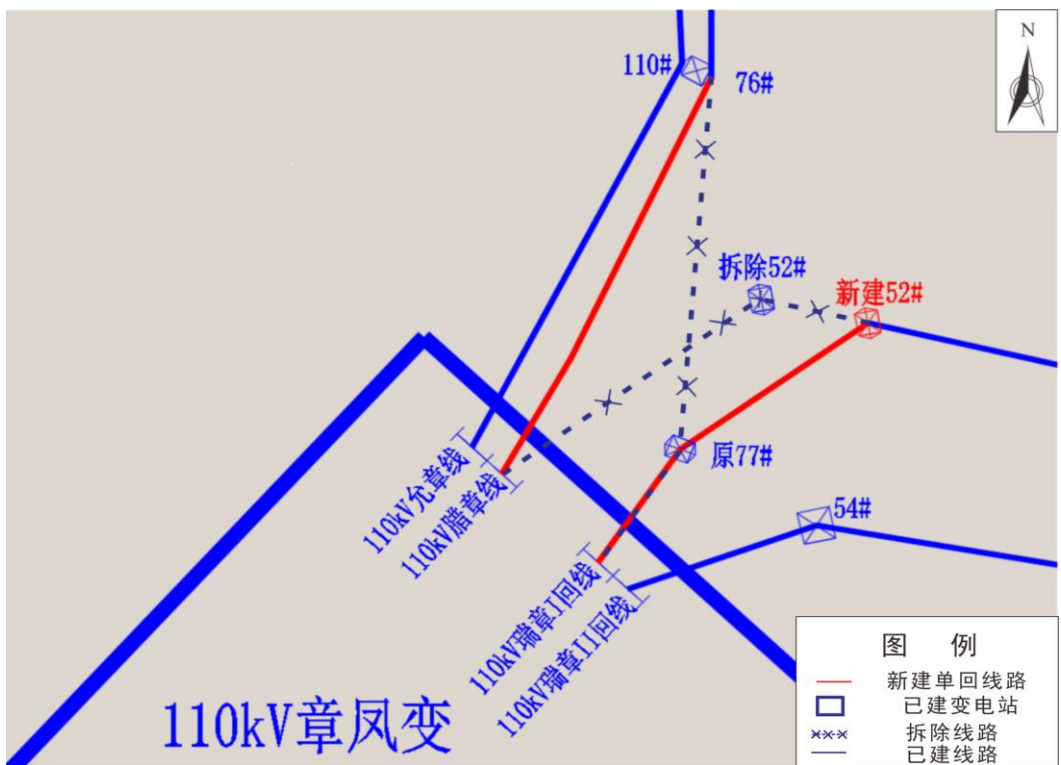 N
110#
76#
拆除52#
新建52#
原77#
54#
110kV允章线
110kV腊章线
110kV瑞章I回线
110kV瑞章II回线
110kV章凤变
图 例
新建单回线路
已建变电站
拆除线路
已建线路